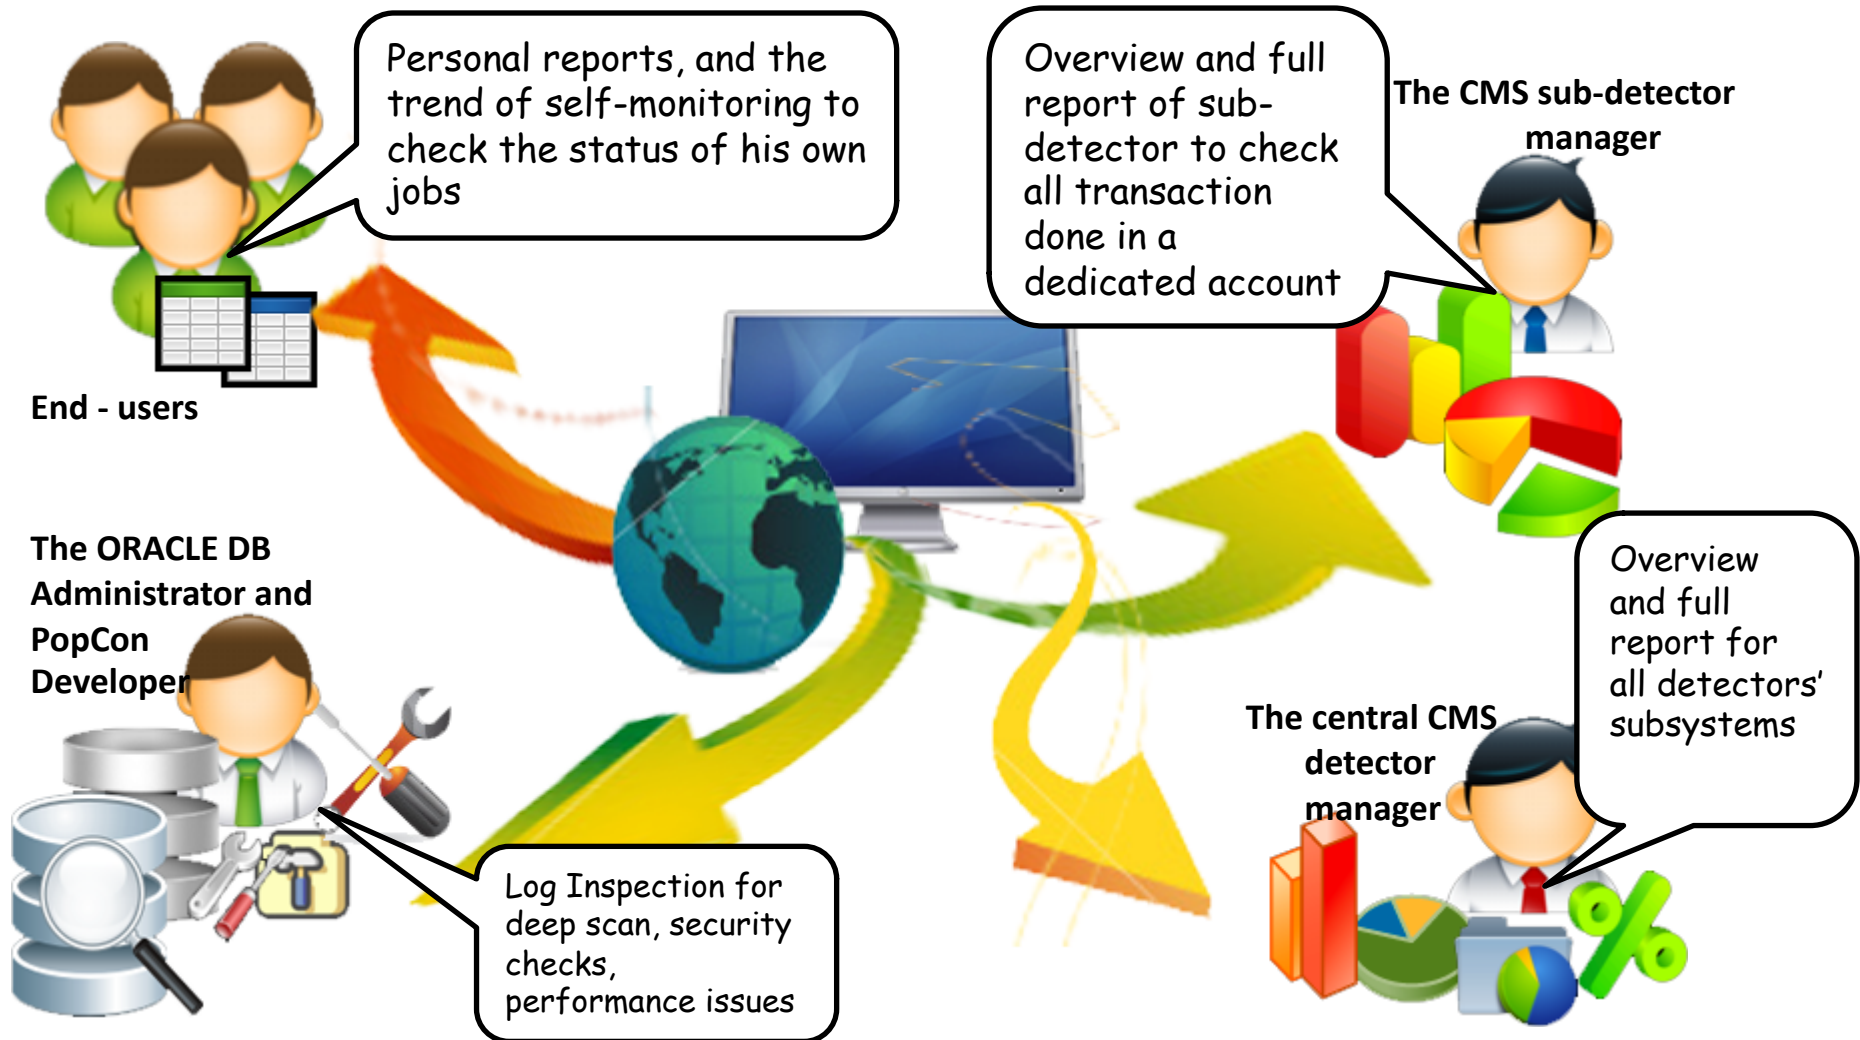 Personal reports, and the
trend of self-monitoring to
check the status of his own
jobs
End - users
Overview and full
report of sub-
detector to check
all transaction
done in a
dedicated account
The CMS sub-detector
manager
The ORACLE DB
Administrator and
PopCon
Developer
Log Inspection for
deep scan, security
checks,
performance issues
Overview
and full
report for
all detectors’
subsystems
The central CMS
detector
manager
%